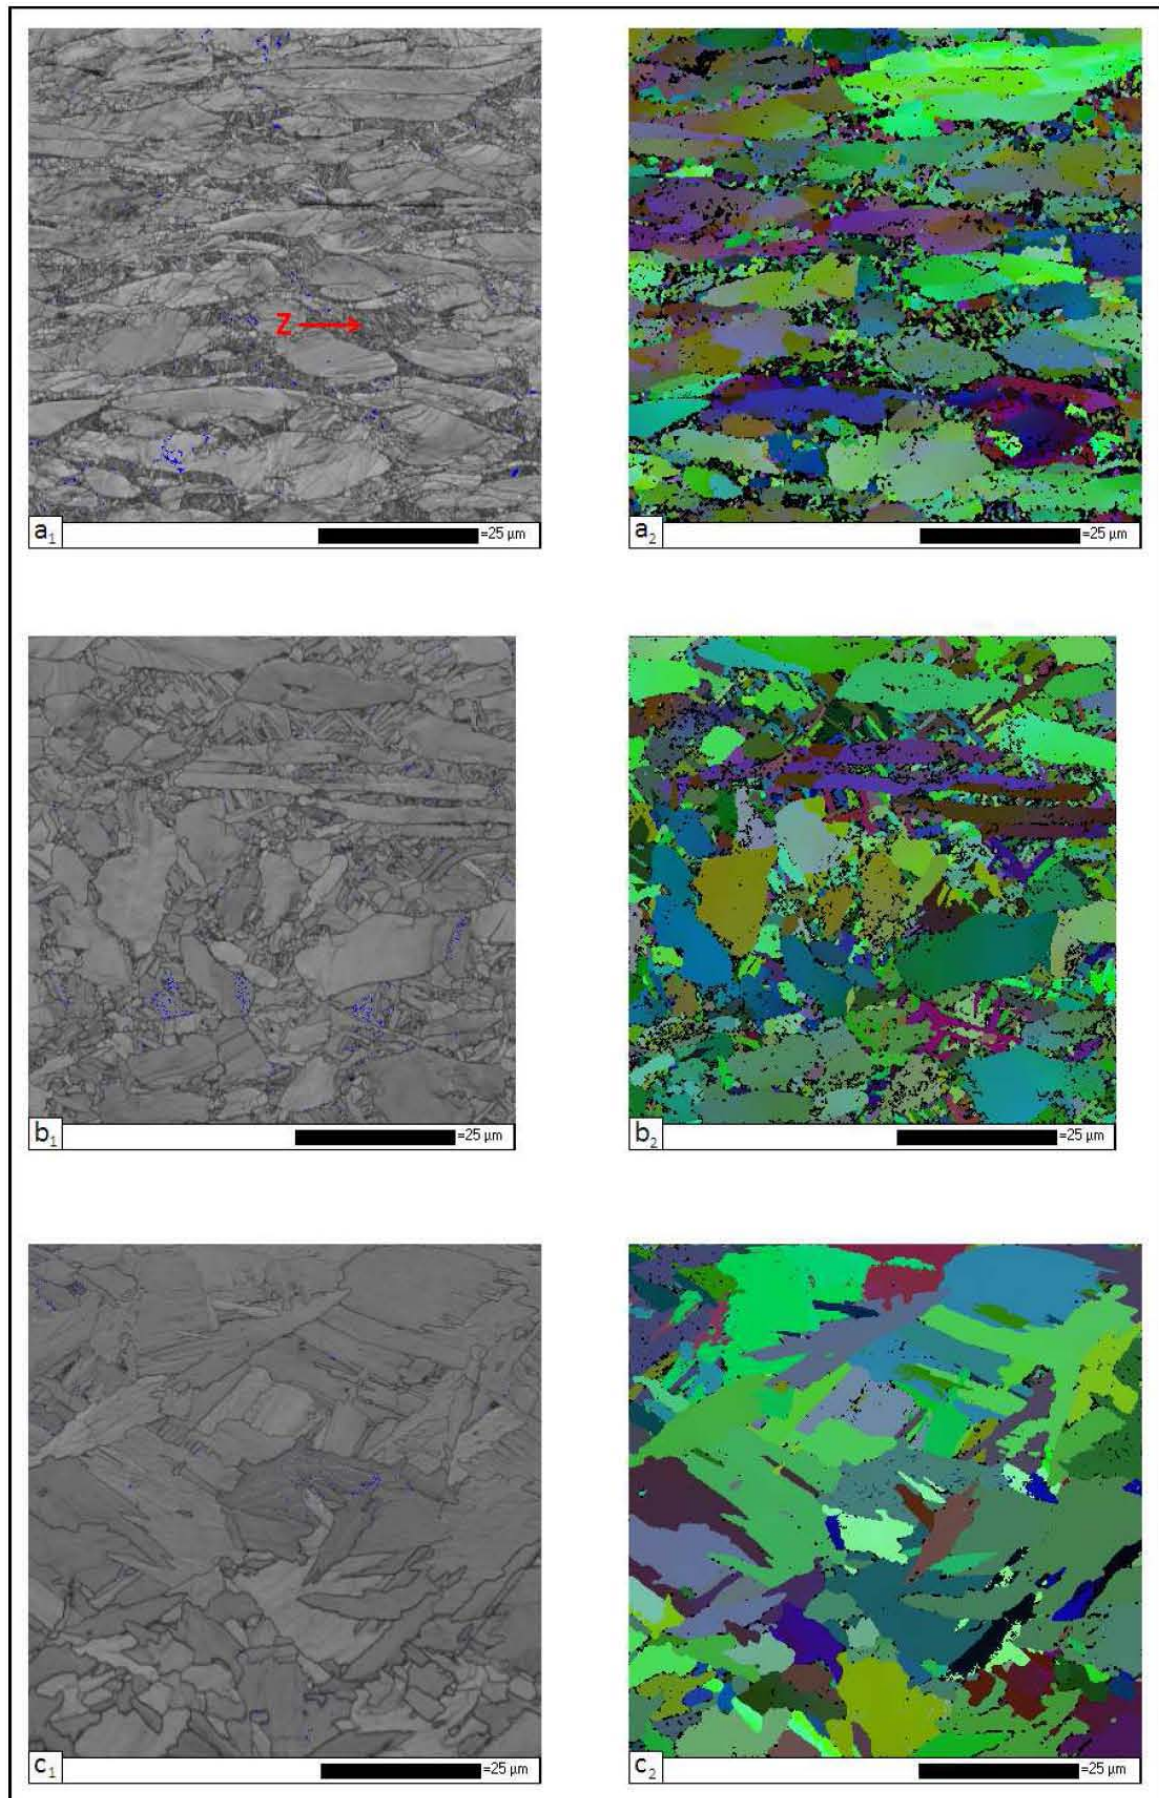 Z
a₁ =25 µm
a₂ =25 µm
b₁ =25 µm
b₂ =25 µm
c₁ =25 µm
c₂ =25 µm